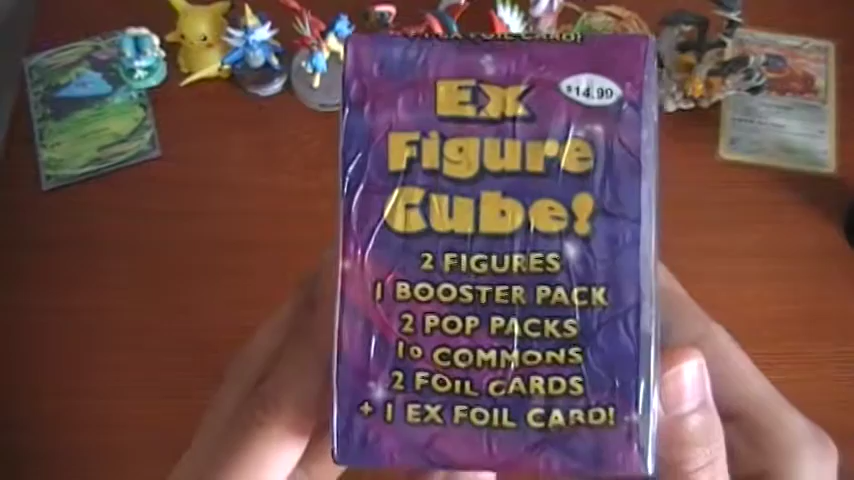 Ex
$14.99
Figure
Cube!
2 FIGURES
1 BOOSTER PACK
2 POP PACKS
10 COMMONS
2 FOIL CARDS
+ 1 EX FOIL CARD!